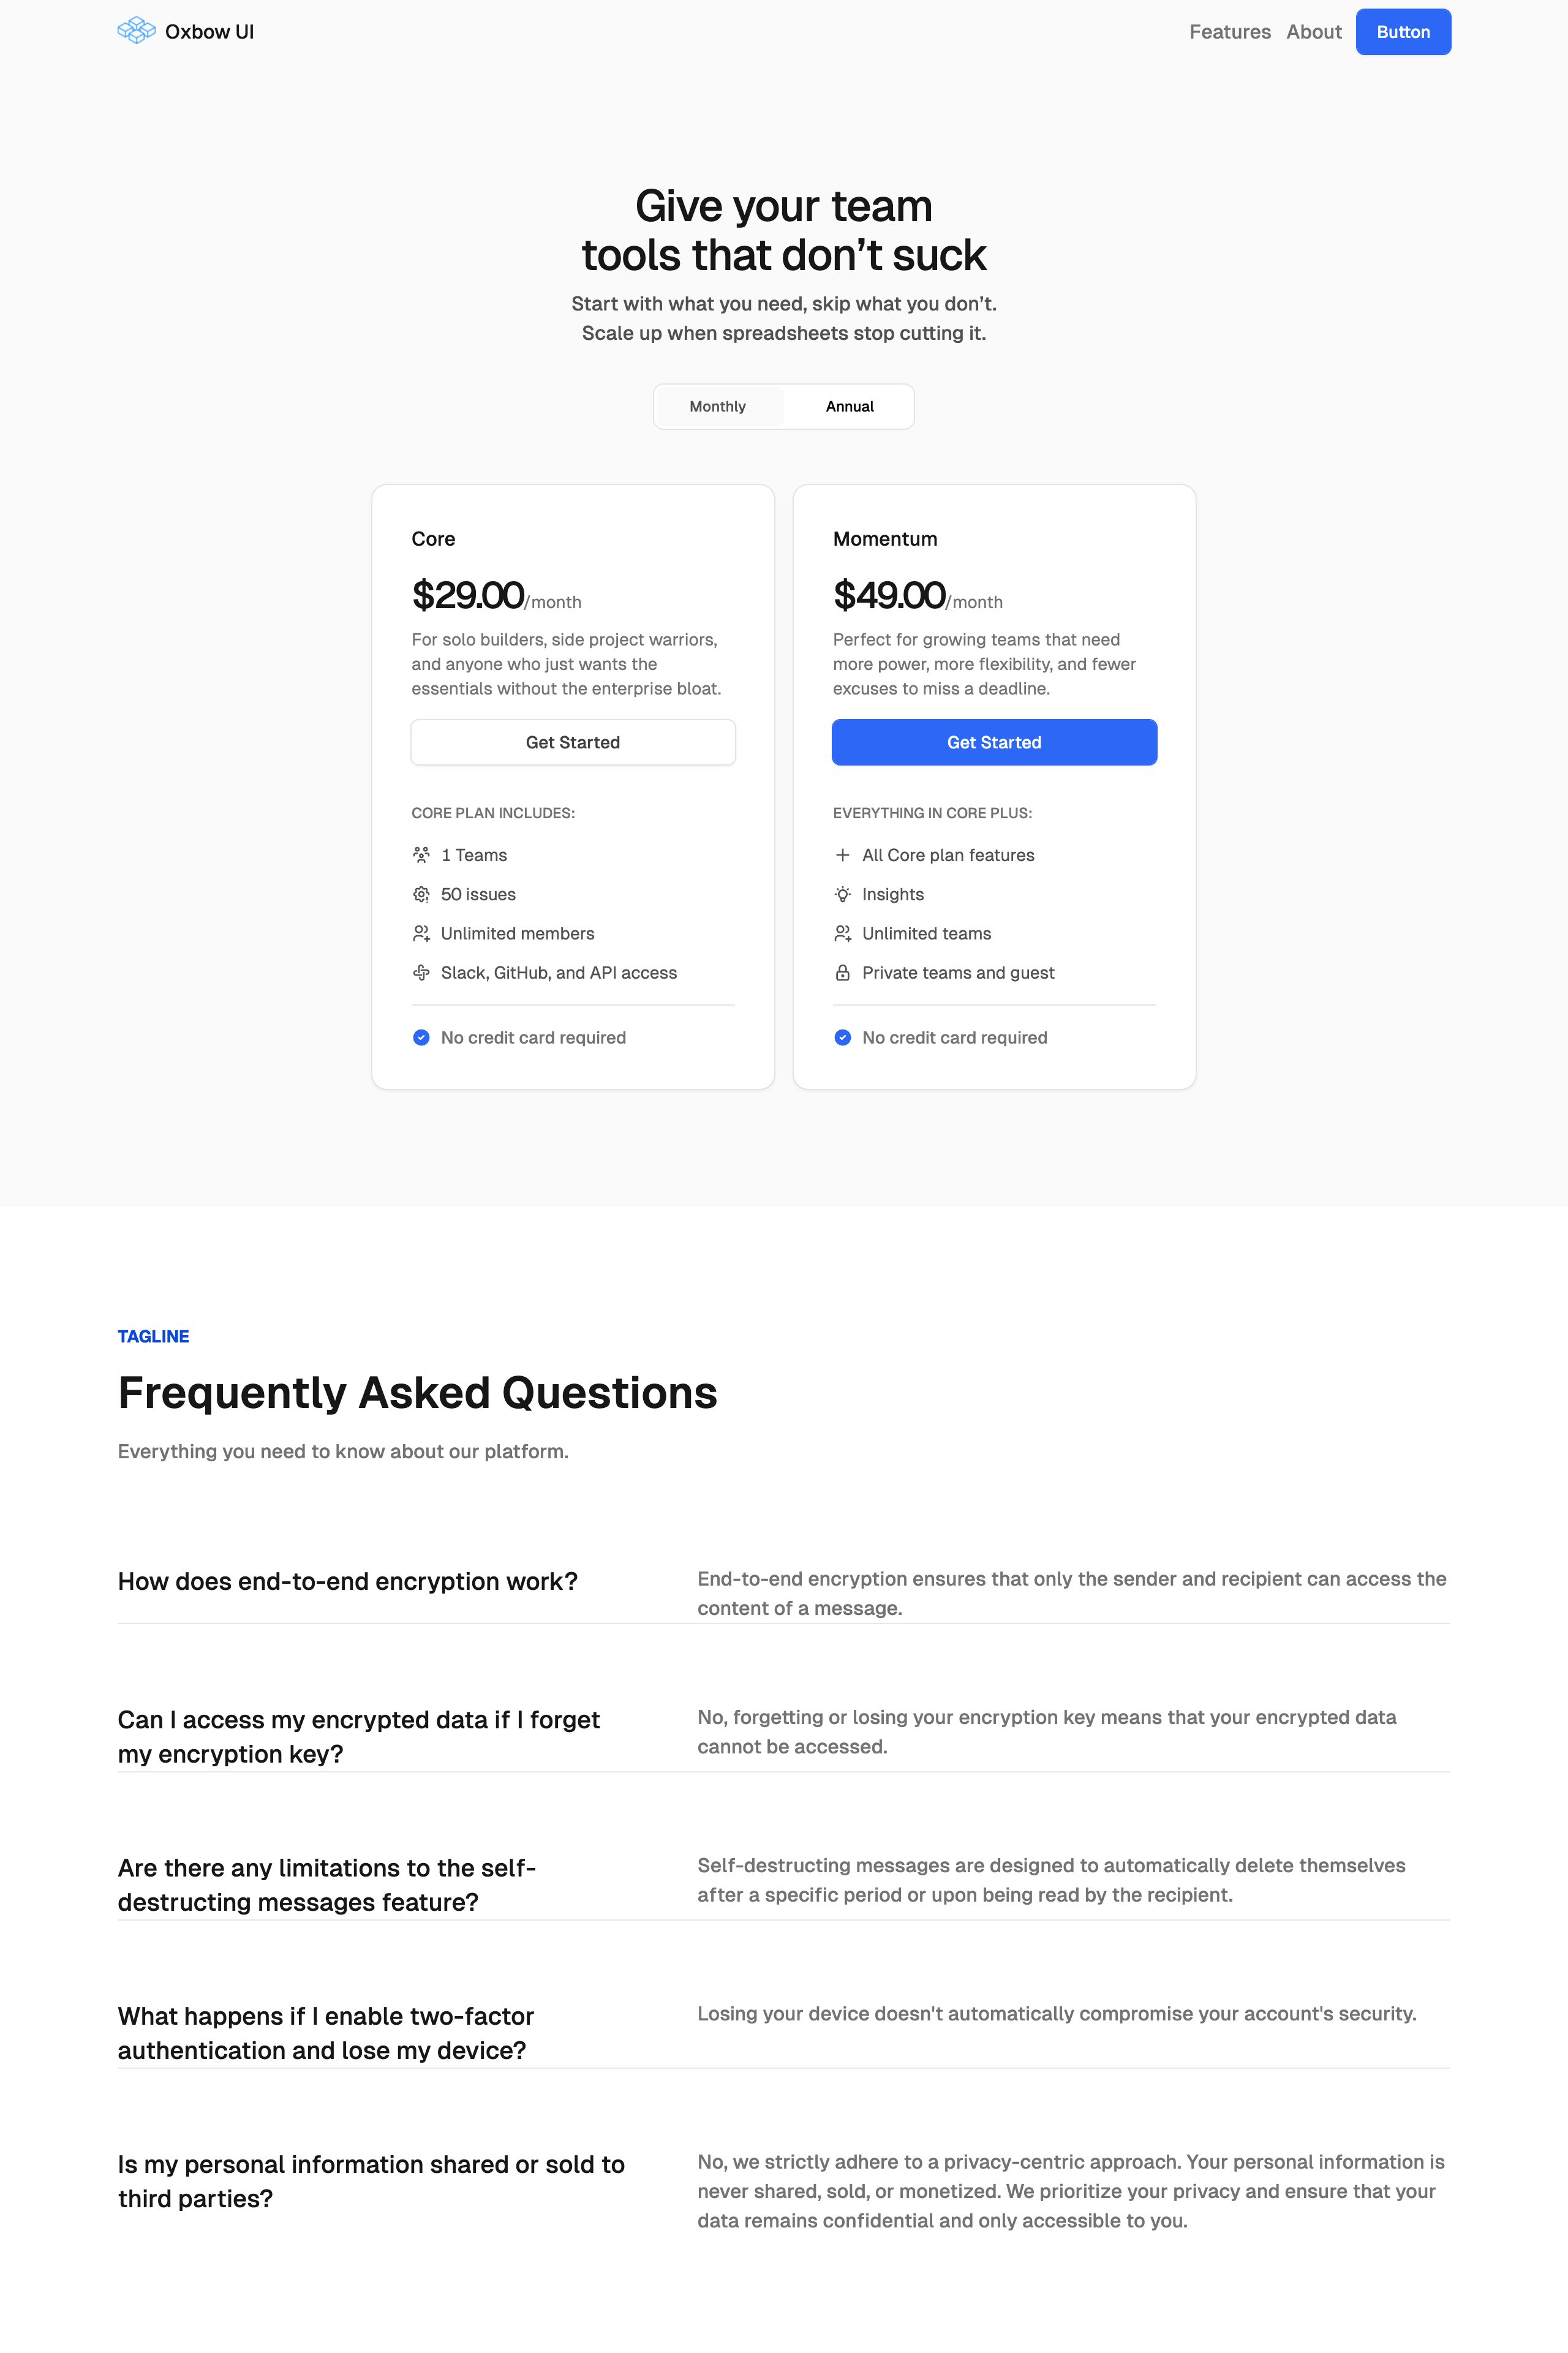 Oxbow UI
Features
About
Button
Give your team
tools that don’t suck
Start with what you need, skip what you don’t.
Scale up when spreadsheets stop cutting it.
Monthly
Annual
Core
$29.00/month
For solo builders, side project warriors,
and anyone who just wants the
essentials without the enterprise bloat.
Get Started
CORE PLAN INCLUDES:
1 Teams
50 issues
Unlimited members
Slack, GitHub, and API access
No credit card required
Momentum
$49.00/month
Perfect for growing teams that need
more power, more flexibility, and fewer
excuses to miss a deadline.
Get Started
EVERYTHING IN CORE PLUS:
All Core plan features
Insights
Unlimited teams
Private teams and guest
No credit card required
TAGLINE
Frequently Asked Questions
Everything you need to know about our platform.
How does end-to-end encryption work?
End-to-end encryption ensures that only the sender and recipient can access the
content of a message.
Can I access my encrypted data if I forget
my encryption key?
No, forgetting or losing your encryption key means that your encrypted data
cannot be accessed.
Are there any limitations to the self-
destructing messages feature?
Self-destructing messages are designed to automatically delete themselves
after a specific period or upon being read by the recipient.
What happens if I enable two-factor
authentication and lose my device?
Losing your device doesn't automatically compromise your account's security.
Is my personal information shared or sold to
third parties?
No, we strictly adhere to a privacy-centric approach. Your personal information is
never shared, sold, or monetized. We prioritize your privacy and ensure that your
data remains confidential and only accessible to you.